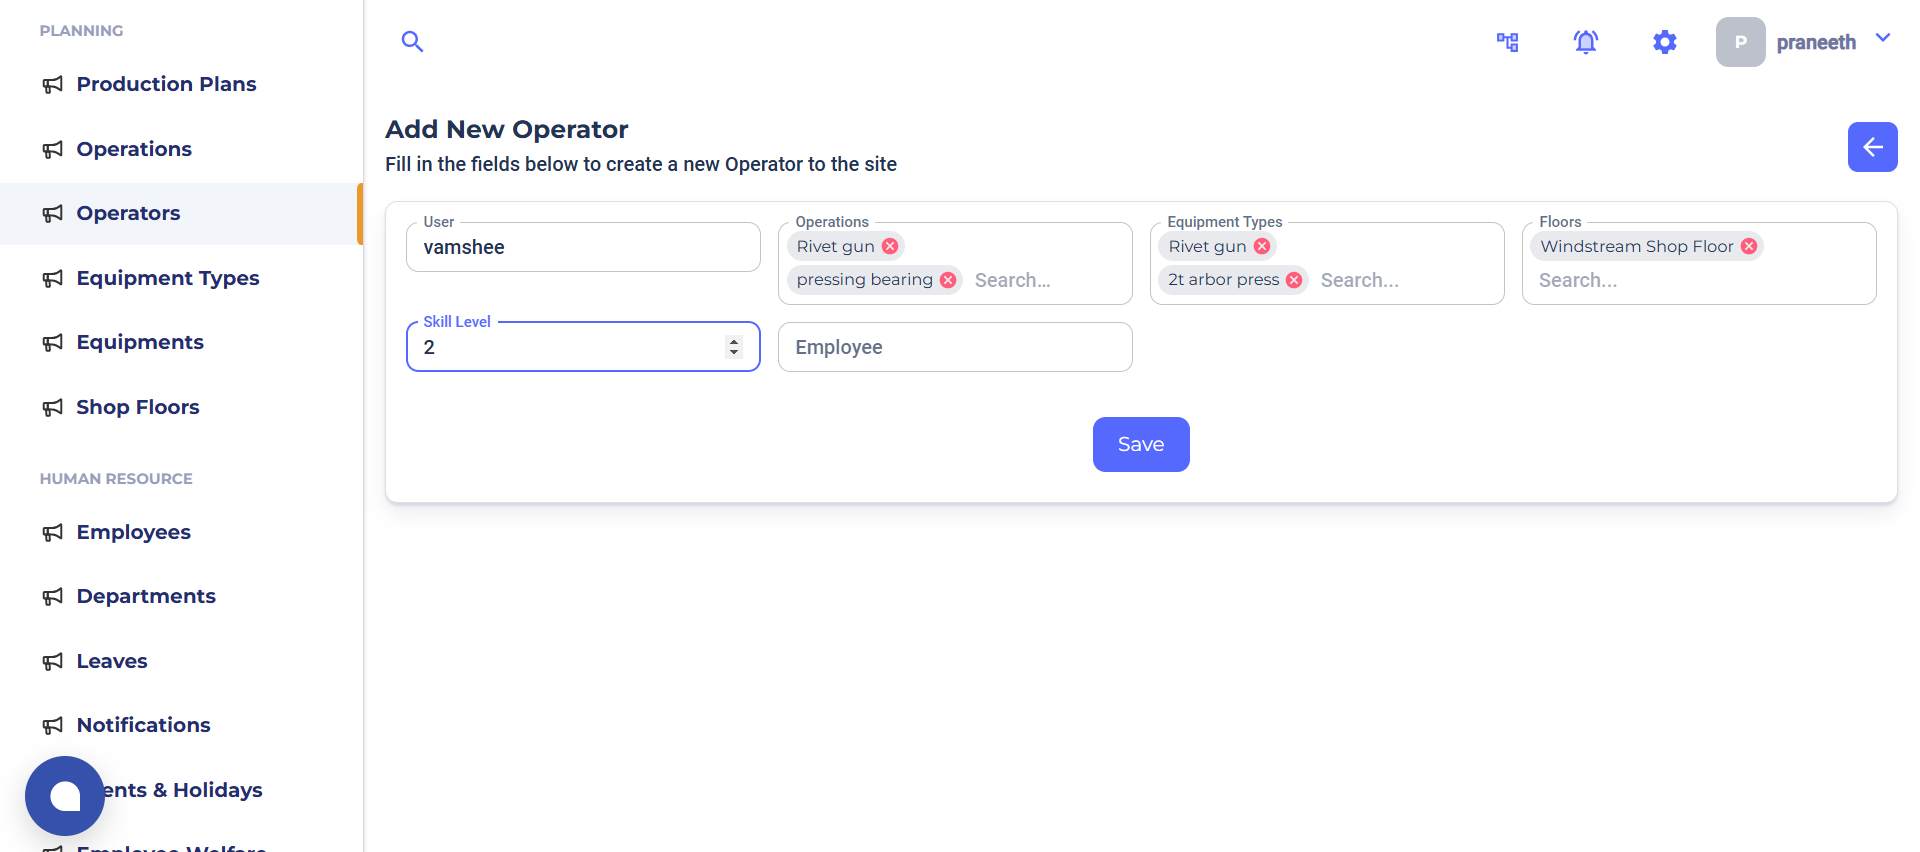 PLANNING
Production Plans
Operations
Operators
Equipment Types
Equipments
Shop Floors
HUMAN RESOURCE
Employees
Departments
Leaves
Notifications
ents & Holidays
Employee Welfare
P
praneeth
Add New Operator
Fill in the fields below to create a new Operator to the site
User
vamshee
Operations
Rivet gun
pressing bearing
Search...
Equipment Types
Rivet gun
2t arbor press
Search...
Floors
Windstream Shop Floor
Search...
Skill Level
2
Employee
Save